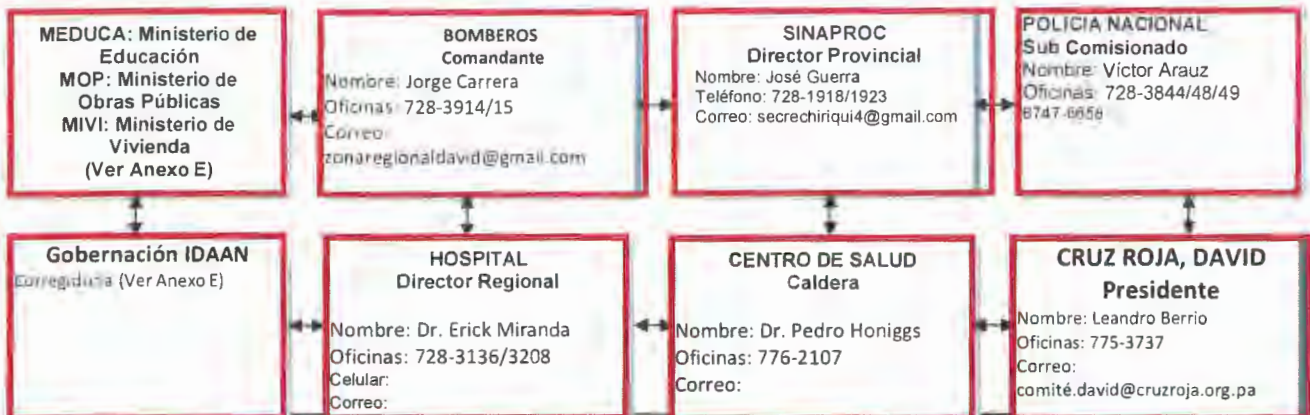 MEDUCA: Ministerio de
Educación
MOP: Ministerio de
Obras Públicas
MIVI: Ministerio de
Vivienda
(Ver Anexo E)
BOMBEROS
Comandante
Nombre: Jorge Carrera
Oficinas: 728-3914/15
Correo:
zonaregionaldavid@gmail.com
SINAPROC
Director Provincial
Nombre: José Guerra
Teléfono: 728-1918/1923
Correo: secrechiriqui4@gmail.com
POLICIA NACIONAL
Sub Comisionado
Nombre: Víctor Arauz
Oficinas: 728-3844/48/49
6747-6658
Gobernación IDAAN
Corregiduría (Ver Anexo E)
HOSPITAL
Director Regional
Nombre: Dr. Erick Miranda
Oficinas: 728-3136/3208
Celular:
Correo:
CENTRO DE SALUD
Caldera
Nombre: Dr. Pedro Honiggs
Oficinas: 776-2107
Correo:
CRUZ ROJA, DAVID
Presidente
Nombre: Leandro Berrio
Oficinas: 775-3737
Correo:
comité.david@cruzroja.org.pa